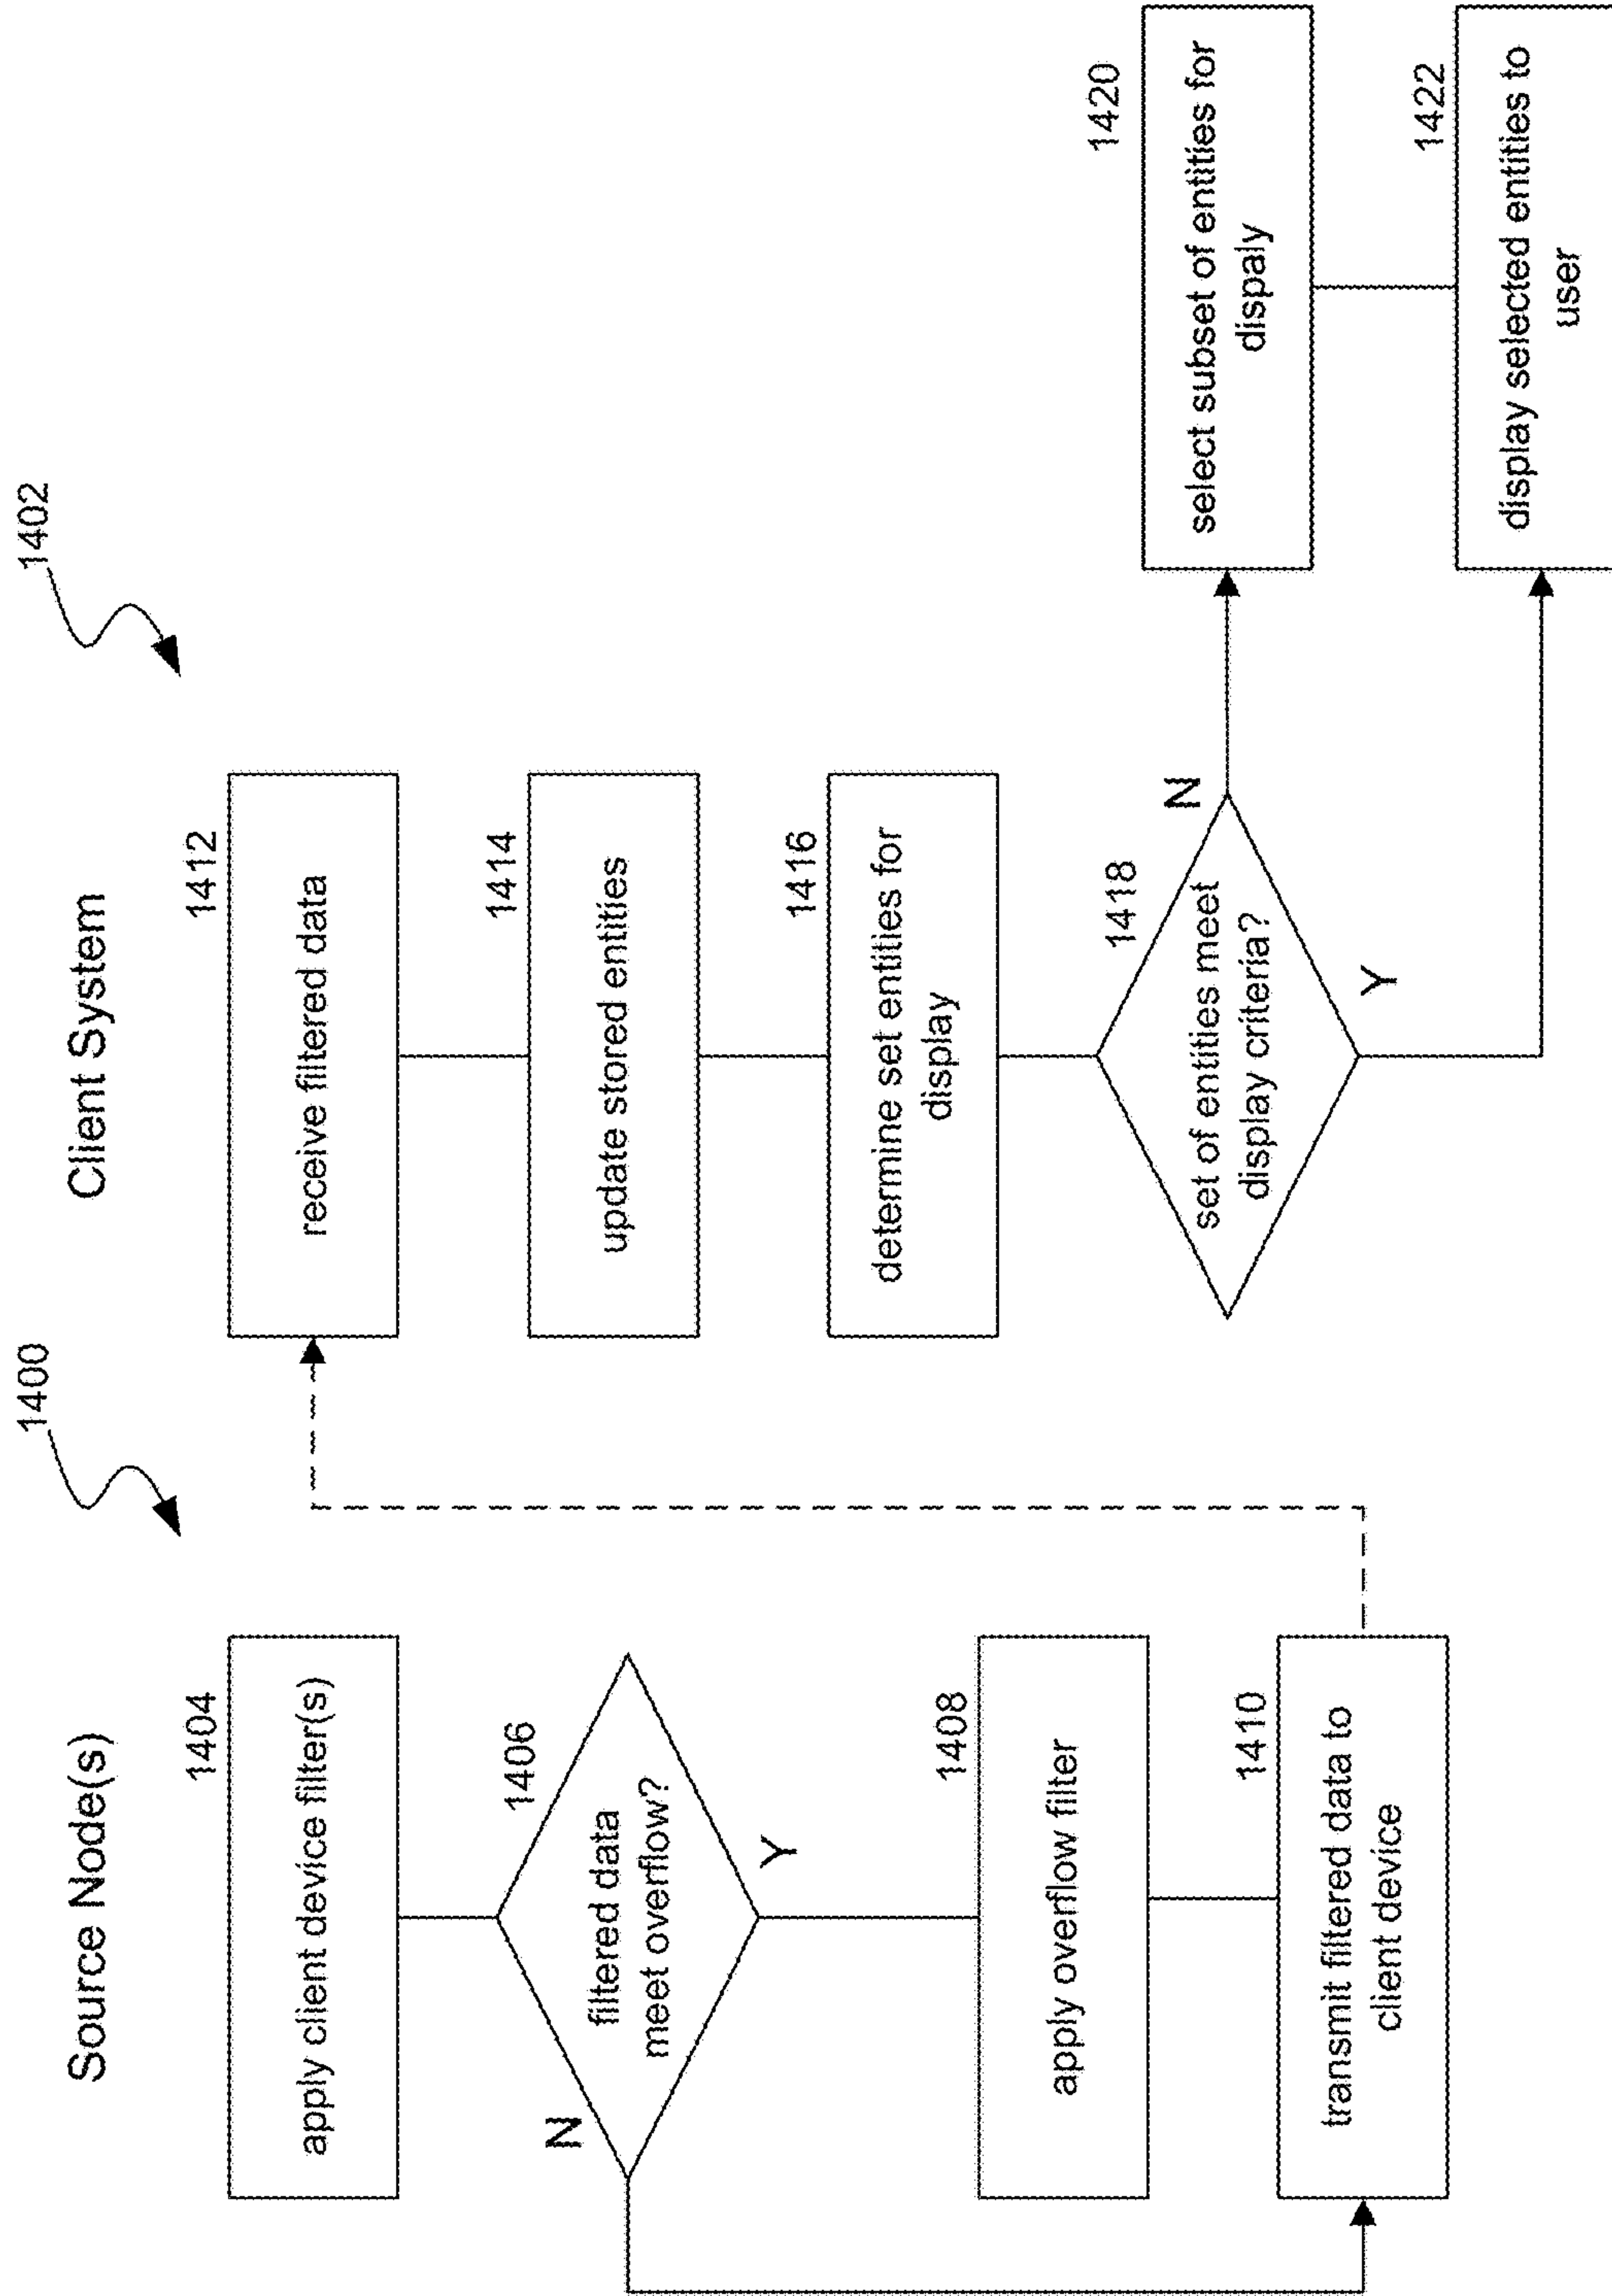 1400
1402
Source Node(s)
Client System
1404
apply client device filter(s)
1406
filtered data
meet overflow?
N
Y
1408
apply overflow filter
1410
transmit filtered data to
client device
1412
receive filtered data
1414
update stored entities
1416
determine set entities for
display
1418
set of entities meet
display criteria?
N
Y
1420
select subset of entities for
dispaly
1422
display selected entities to
user